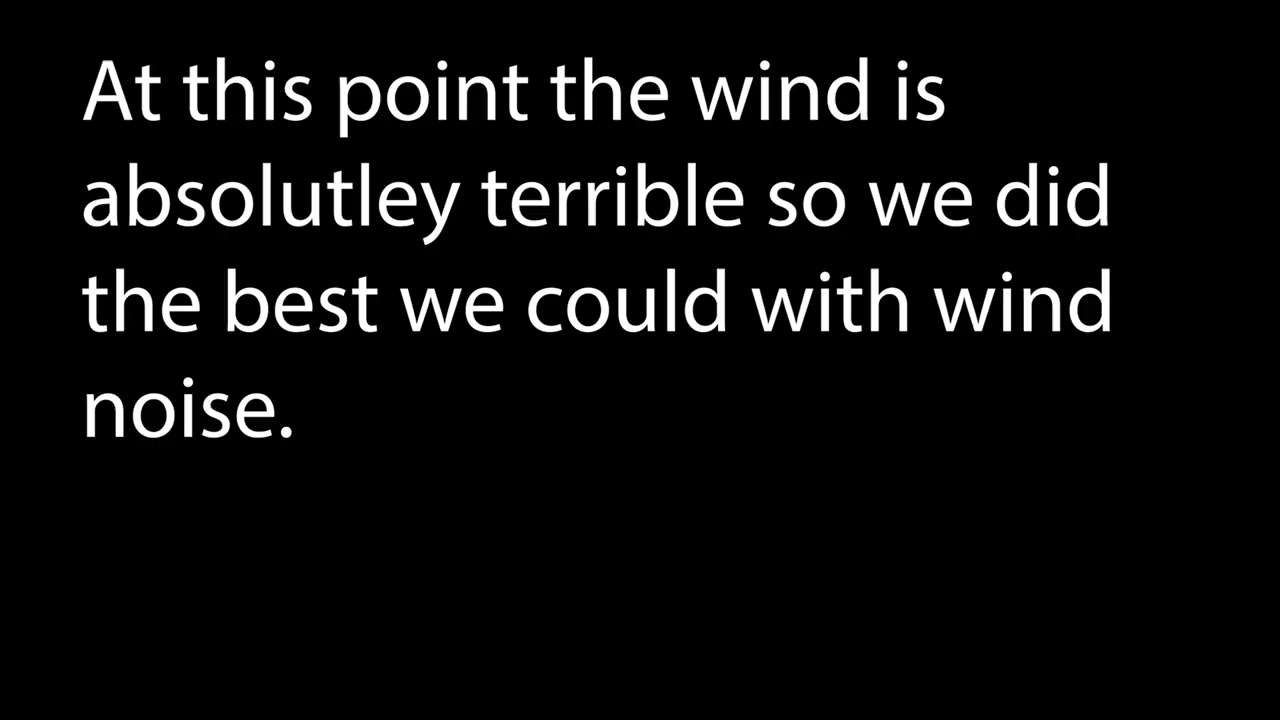 At this point the wind is
absolutley terrible so we did
the best we could with wind
noise.